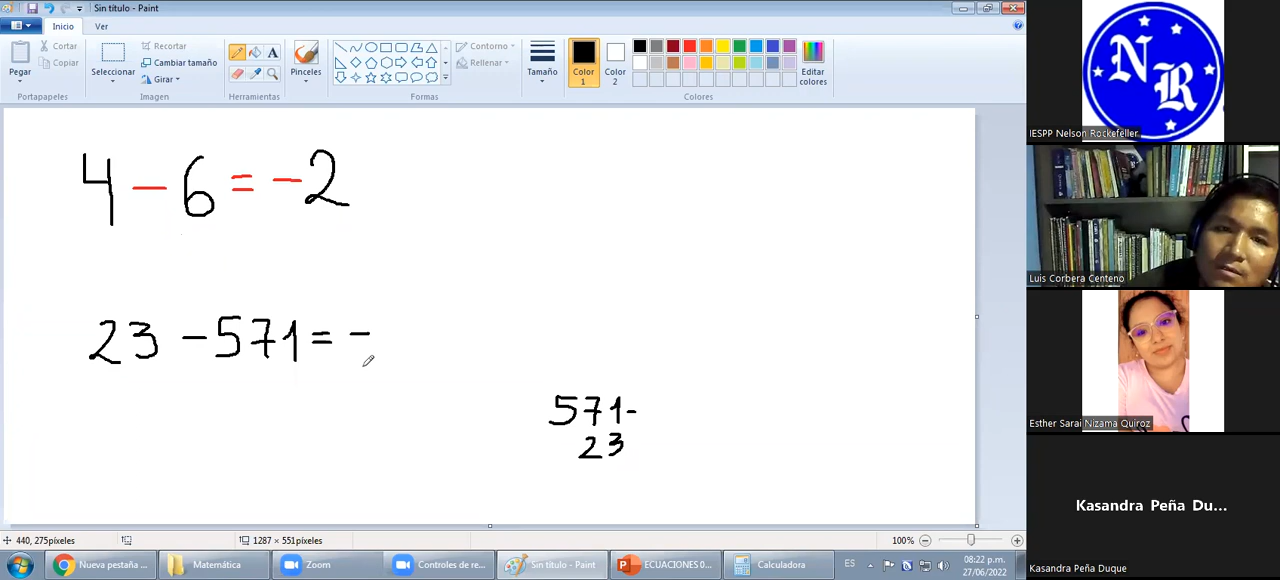 Sin título - Paint
Inicio Ver
Pegar
Cortar
Copiar
Portapapeles
Seleccionar
Recortar
Cambiar tamaño
Girar
Imagen
A
Herramientas
Pinceles
Contorno
Rellenar
Formas
Tamaño
Color 1
Color 2
Editar colores
Colores
4 - 6 = -2
23 - 571 = -
571-
23
440, 275píxeles
1287 × 551píxeles
100%
Nueva pestaña ...
Matemática
Zoom
Controles de re...
Sin título - Paint
ECUACIONES 0...
Calculadora
ES
08:22 p.m.
27/06/2022
N R
IESPP Nelson Rockefeller
Luis Corbera Centeno
Esther Sarai Nizama Quiroz
Kasandra Peña Du...
Kasandra Peña Duque